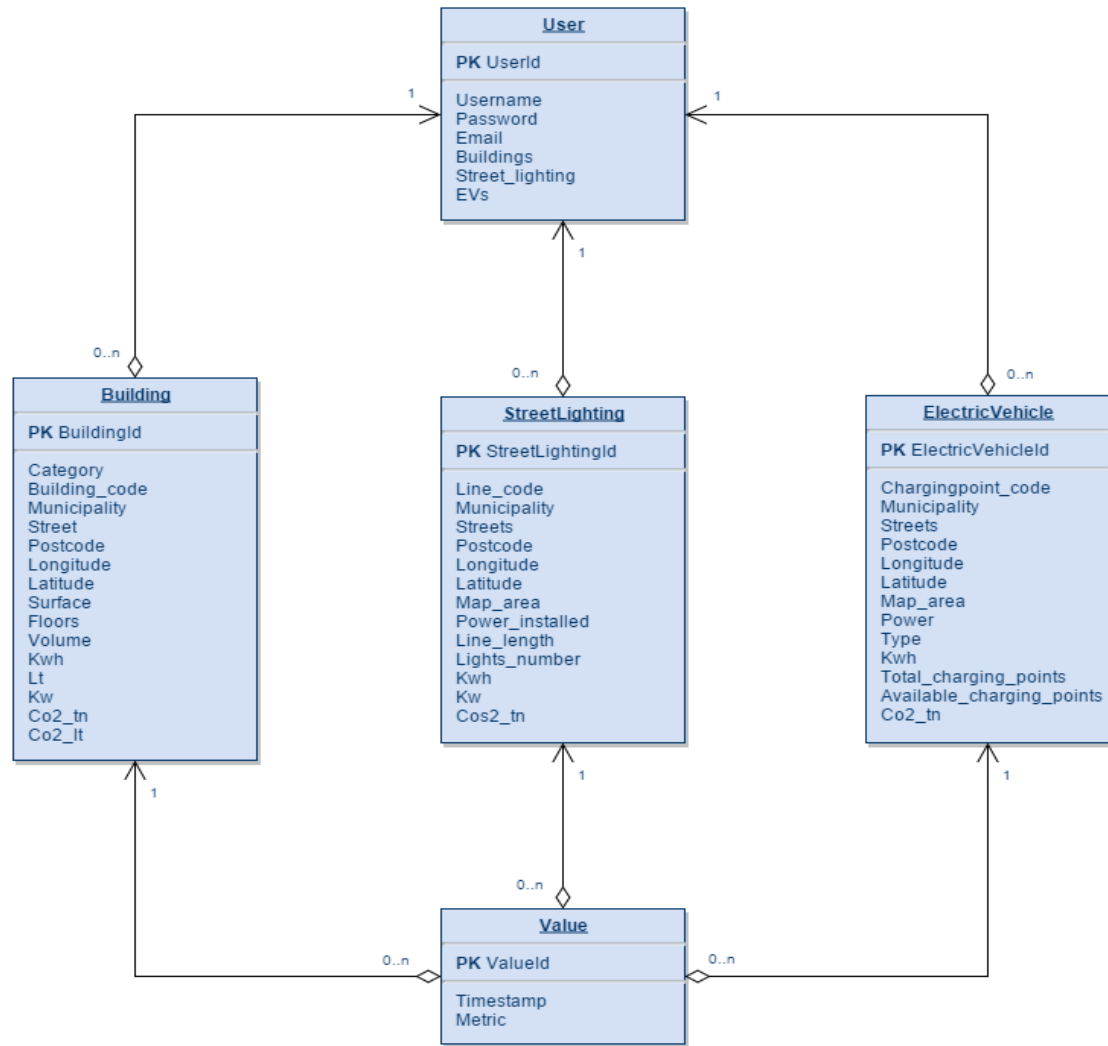 User
PK UserId
Username
Password
Email
Buildings
Street_lighting
EVs
1
1
1
0..n
0..n
0..n
Building
PK BuildingId
Category
Building_code
Municipality
Street
Postcode
Longitude
Latitude
Surface
Floors
Volume
Kwh
Lt
Kw
Co2_tn
Co2_lt
StreetLighting
PK StreetLightingId
Line_code
Municipality
Streets
Postcode
Longitude
Latitude
Map_area
Power_installed
Line_length
Lights_number
Kwh
Kw
Cos2_tn
ElectricVehicle
PK ElectricVehicleId
Chargingpoint_code
Municipality
Streets
Postcode
Longitude
Latitude
Map_area
Power
Type
Kwh
Total_charging_points
Available_charging_points
Co2_tn
1
1
1
0..n
0..n
0..n
Value
PK ValueId
Timestamp
Metric